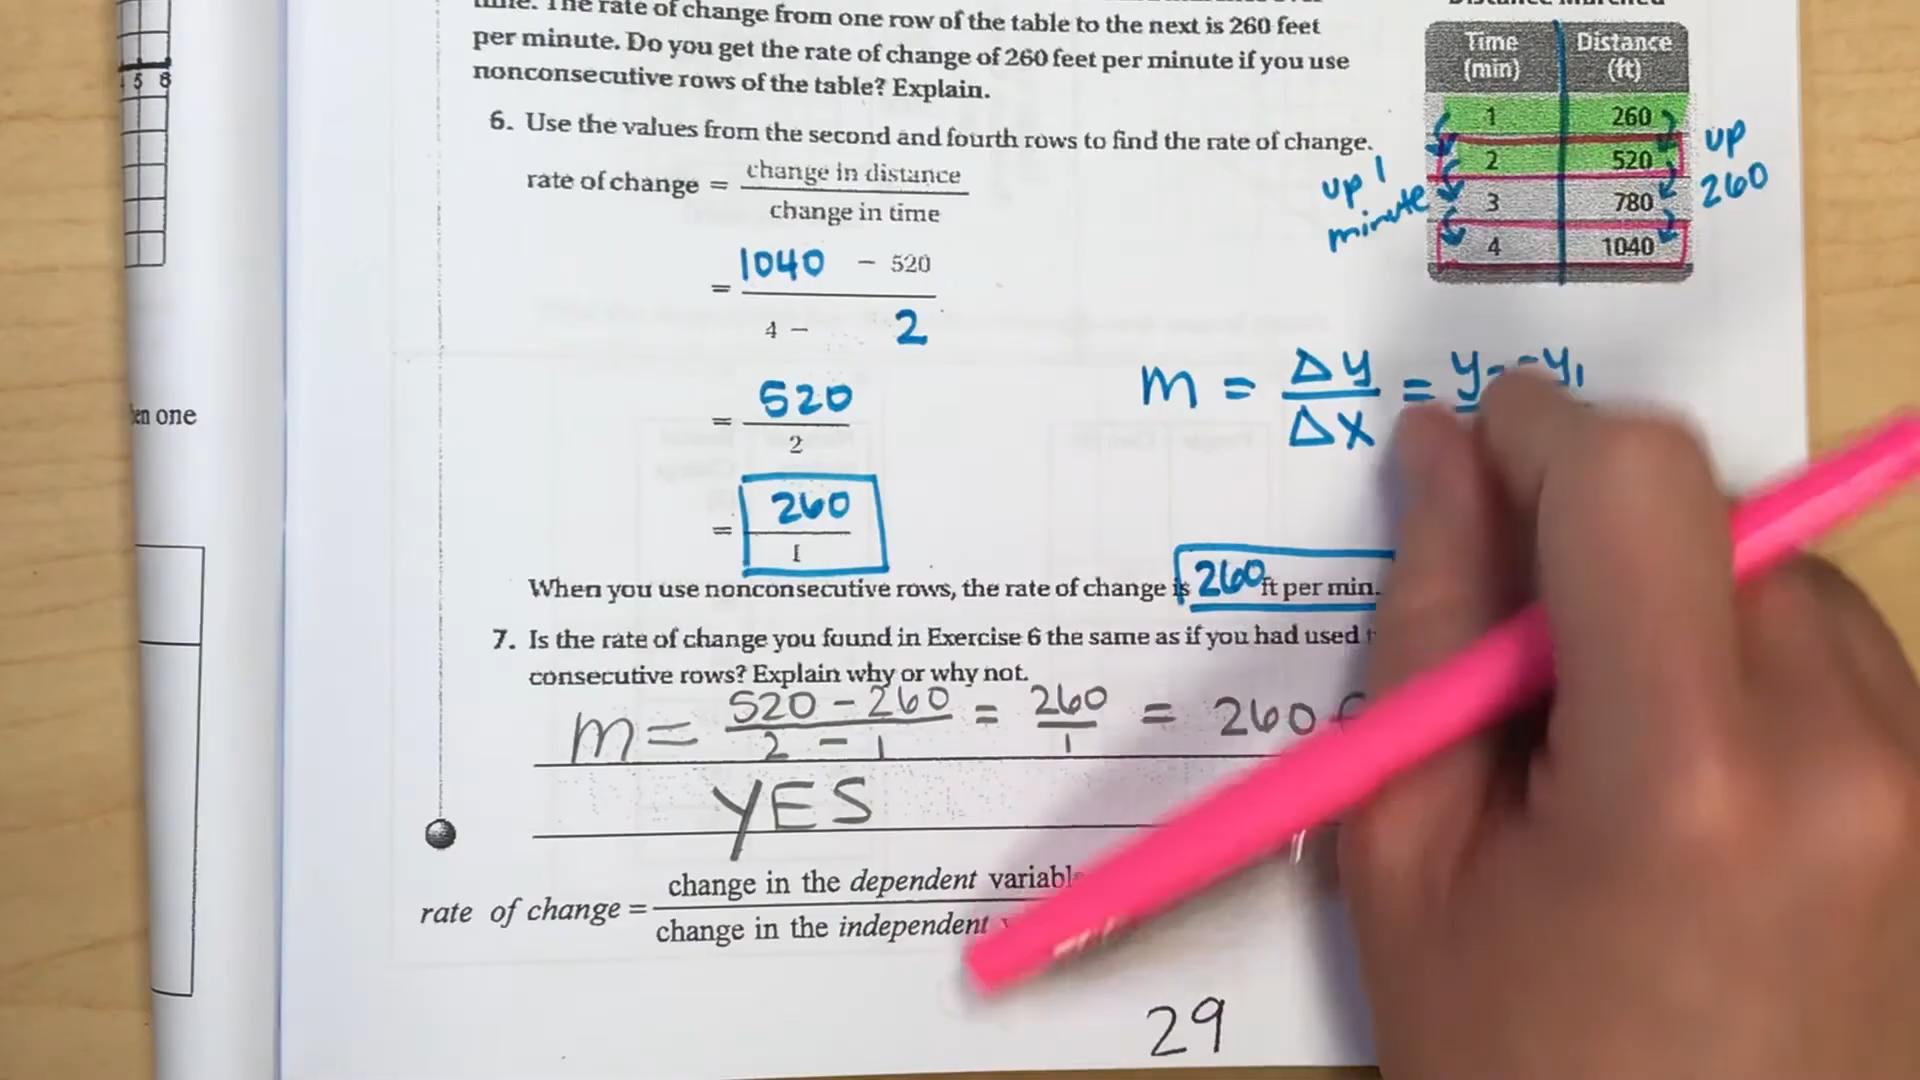 5 6
en one
time. The rate of change from one row of the table to the next is 260 feet
per minute. Do you get the rate of change of 260 feet per minute if you use
nonconsecutive rows of the table? Explain.
6. Use the values from the second and fourth rows to find the rate of change.
rate of change = change in distance
change in time
= 1040 - 520
4 - 2
= 520
2
= 260
1
When you use nonconsecutive rows, the rate of change is 260 ft per min.
7. Is the rate of change you found in Exercise 6 the same as if you had used
consecutive rows? Explain why or why not.
m = 520 - 260 = 260 = 260
2 - 1 1
YES
rate of change = change in the dependent variabl
change in the independent
29
Distance Marched
Time Distance
(min) (ft)
1 260
2 520
3 780
4 1040
up 1
minute
up
260
m = Δy = y - y1
Δx